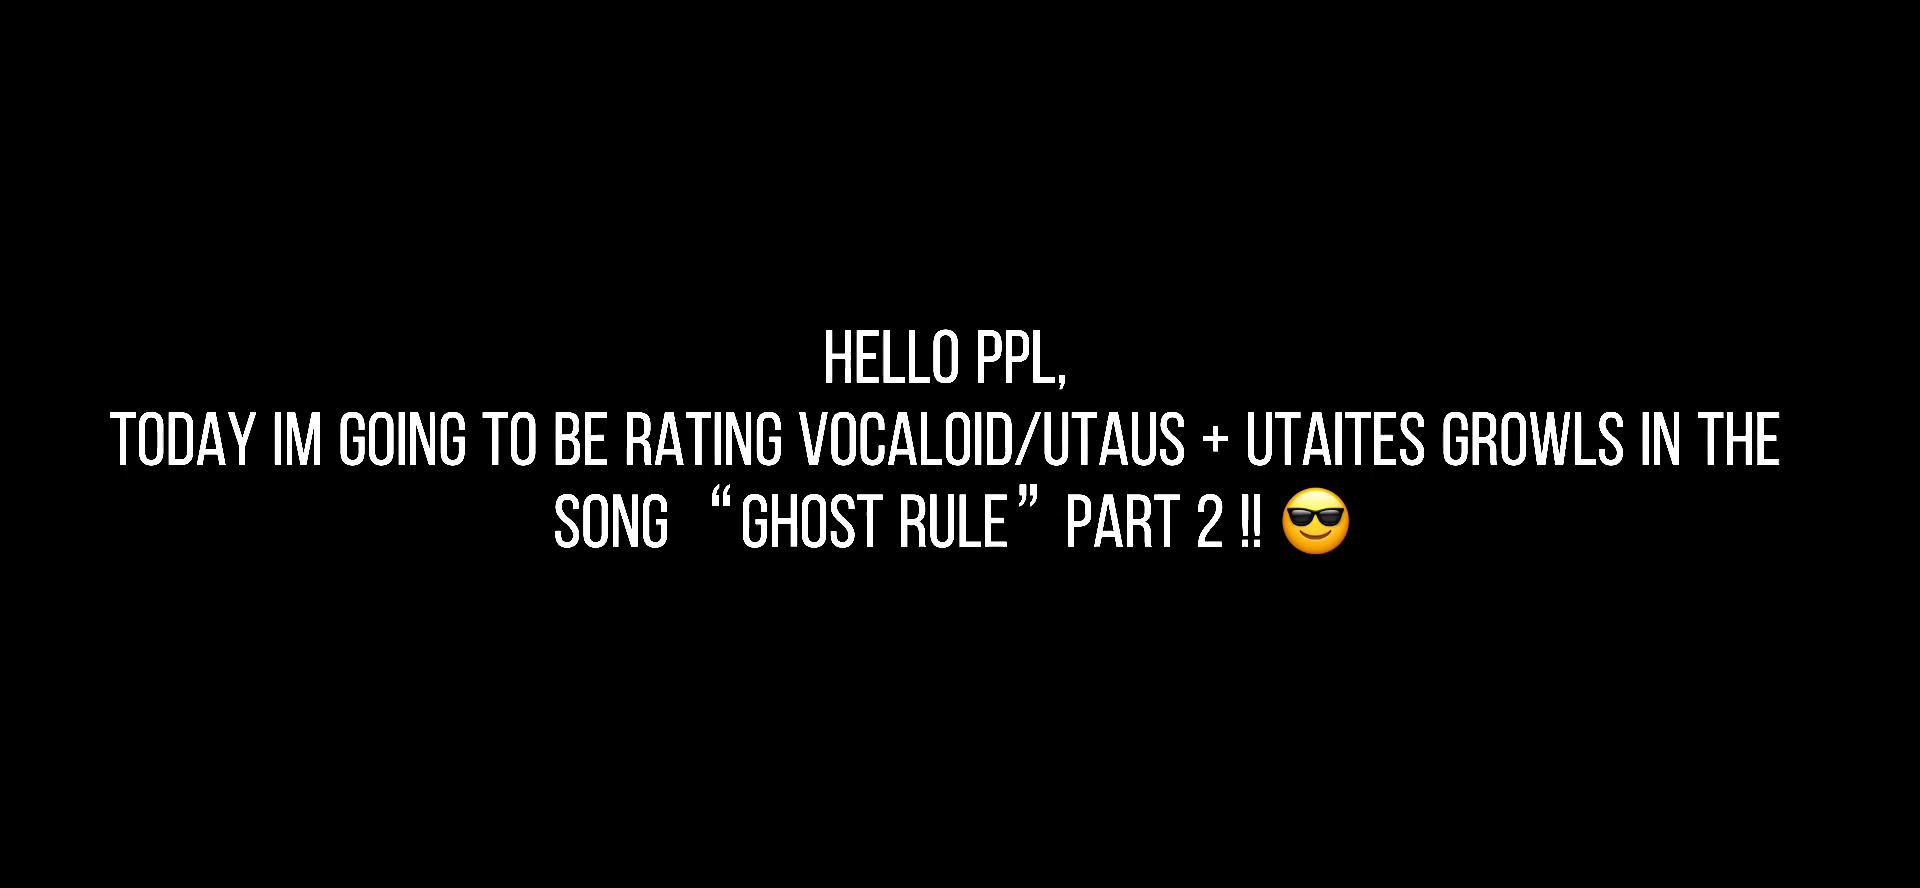 HELLO PPL,
TODAY IM GOING TO BE RATING VOCALOID/UTAUS + UTAITES GROWLS IN THE
SONG “GHOST RULE” PART 2 !! 😎